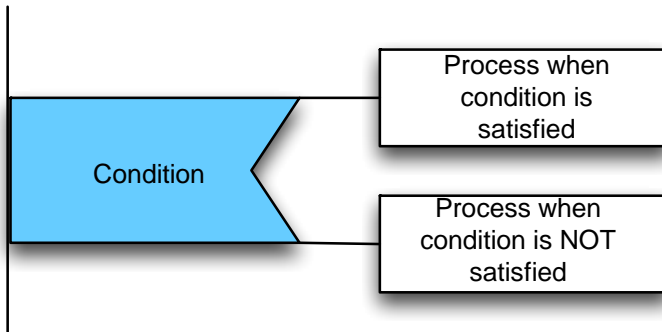 Condition
Process when
condition is
satisfied
Process when
condition is NOT
satisfied